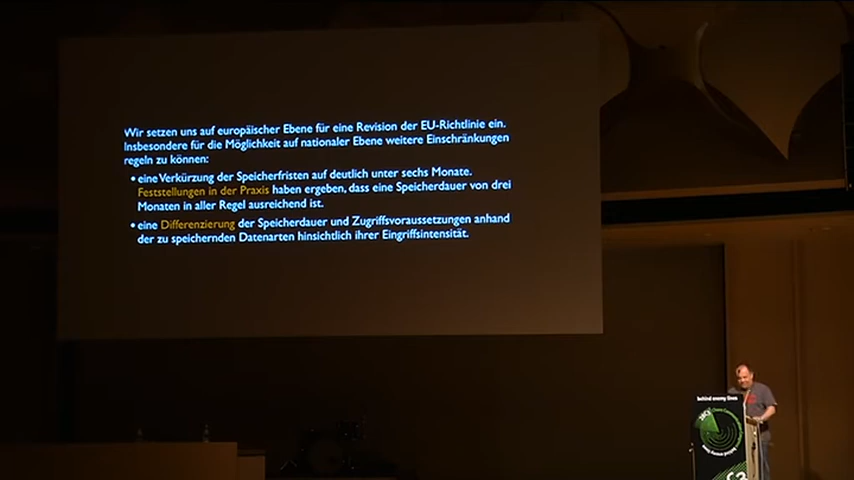 Wir setzen uns auf europäischer Ebene für eine Revision der EU-Richtlinie ein.
Insbesondere für die Möglichkeit auf nationaler Ebene weitere Einschränkungen
regeln zu können:
• eine Verkürzung der Speicherfristen auf deutlich unter sechs Monate.
Feststellungen in der Praxis haben ergeben, dass eine Speicherdauer von drei
Monaten in aller Regel ausreichend ist.
• eine Differenzierung der Speicherdauer und Zugriffsvoraussetzungen anhand
der zu speichernden Datenarten hinsichtlich ihrer Eingriffsintensität.
behind enemy lines